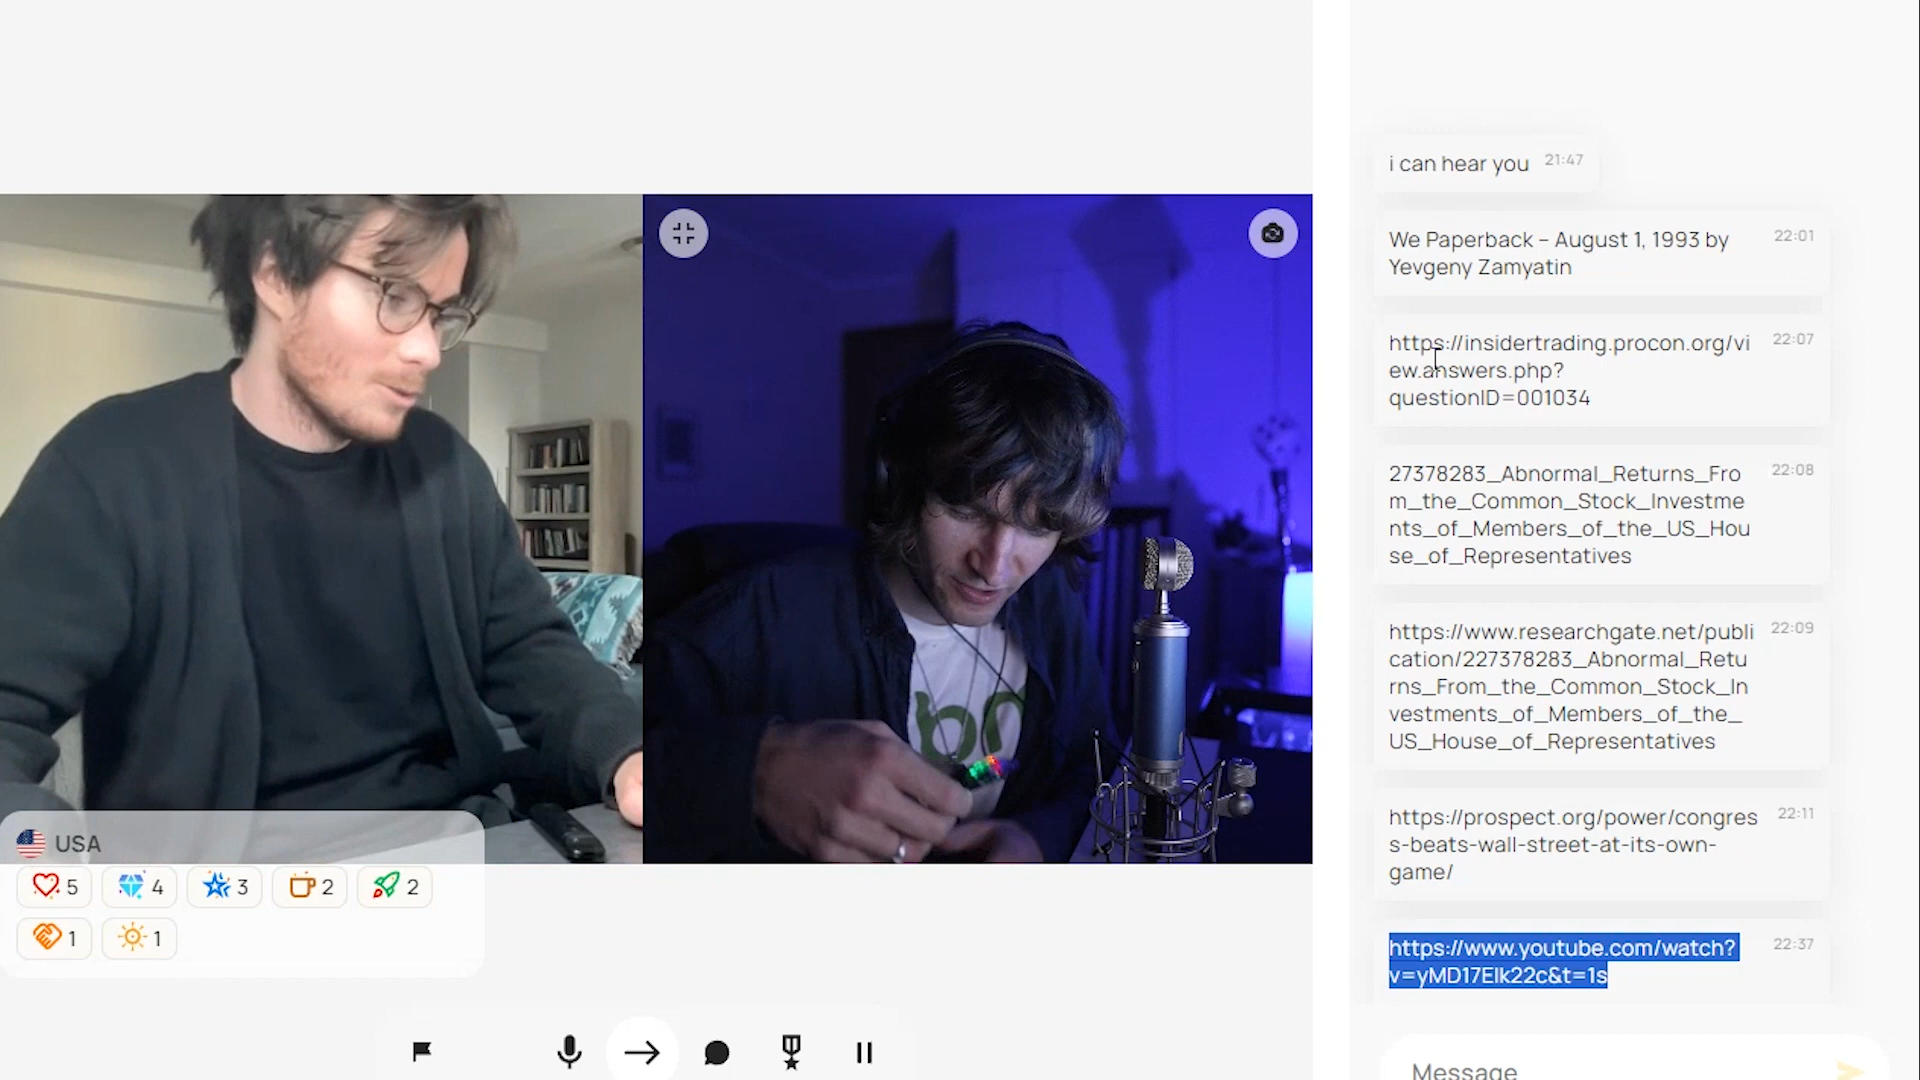 i can hear you 21:47
We Paperback – August 1, 1993 by 22:01
Yevgeny Zamyatin
https://insidertrading.procon.org/vi 22:07
ew.answers.php?
questionID=001034
27378283_Abnormal_Returns_Fro 22:08
m_the_Common_Stock_Investme
nts_of_Members_of_the_US_Hou
se_of_Representatives
https://www.researchgate.net/publi 22:09
cation/227378283_Abnormal_Retu
rns_From_the_Common_Stock_In
vestments_of_Members_of_the_
US_House_of_Representatives
https://prospect.org/power/congres 22:11
s-beats-wall-street-at-its-own-
game/
https://www.youtube.com/watch? 22:37
v=yMD17Elk22c&t=1s
Message
USA
5 4 3 2 2
1 1
bn